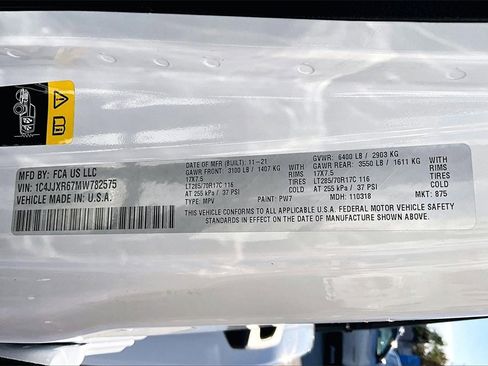 MFD BY: FCA US LLC
VIN: 1C4JJXR67MW782575
VEHICLE MADE IN: U.S.A.
DATE OF MFR (BUILT): 11-21
GAWR FRONT: 3100 LB / 1407 KG
17X7.5
LT285/70R17C 116
AT 255 kPa / 37 PSI
TYPE: MPV
WITH
RIMS
TIRES
COLD
PAINT: PW7
GVWR: 6400 LB / 2903 KG
GAWR REAR: 3550 LB / 1611 KG
17X7.5
LT285/70R17C 116
AT 255 kPa / 37 PSI
MDH: 110318
WITH
RIMS
TIRES
COLD
MKT: 875
THIS VEHICLE CONFORMS TO ALL APPLICABLE U.S.A. FEDERAL MOTOR VEHICLE SAFETY
STANDARDS IN EFFECT ON THE DATE OF MANUFACTURE SHOWN ABOVE.